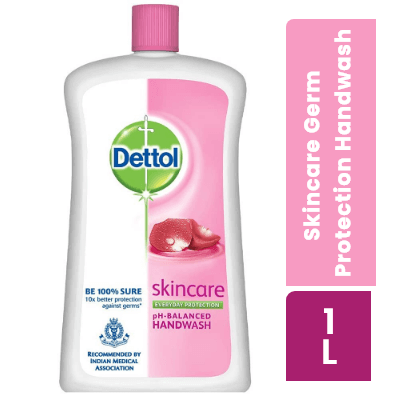 Dettol
BE 100% SURE
10x better protection
against germs*
RECOMMENDED BY
INDIAN MEDICAL
ASSOCIATION
skincare
EVERYDAY PROTECTION
pH-BALANCED
HANDWASH
Skincare Germ
Protection Handwash
1
L